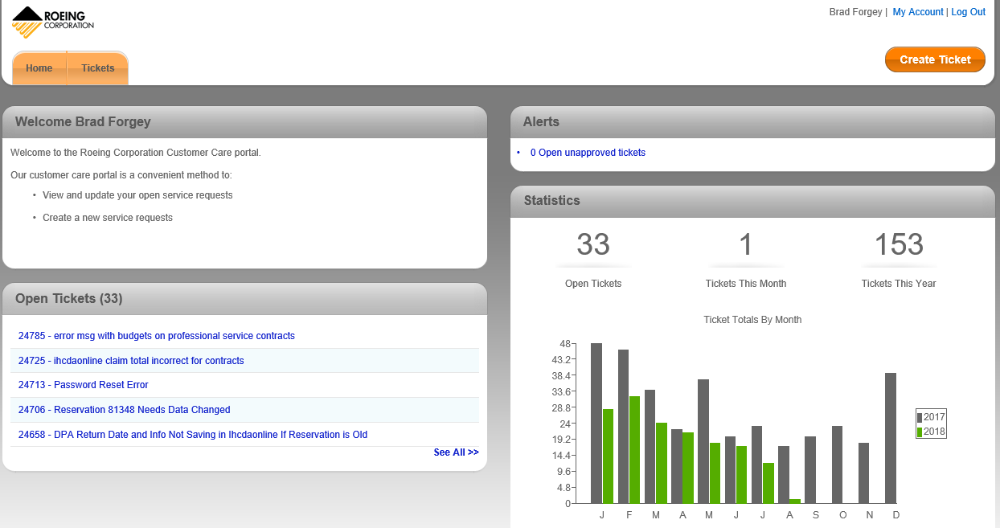 ROEING
CORPORATION
Brad Forgey | My Account | Log Out
Home Tickets
Create Ticket
Welcome Brad Forgey
Welcome to the Roeing Corporation Customer Care portal.
Our customer care portal is a convenient method to:
• View and update your open service requests
• Create a new service requests
Open Tickets (33)
24785 - error msg with budgets on professional service contracts
24725 - ihcdaonline claim total incorrect for contracts
24713 - Password Reset Error
24706 - Reservation 81348 Needs Data Changed
24658 - DPA Return Date and Info Not Saving in Ihcdaonline If Reservation is Old
See All >>
Alerts
• 0 Open unapproved tickets
Statistics
33 1 153
Open Tickets Tickets This Month Tickets This Year
Ticket Totals By Month
48
43.2
38.4
33.6
28.8
24
19.2
14.4
9.6
4.8
0
J F M A M J J A S O N D
2017
2018